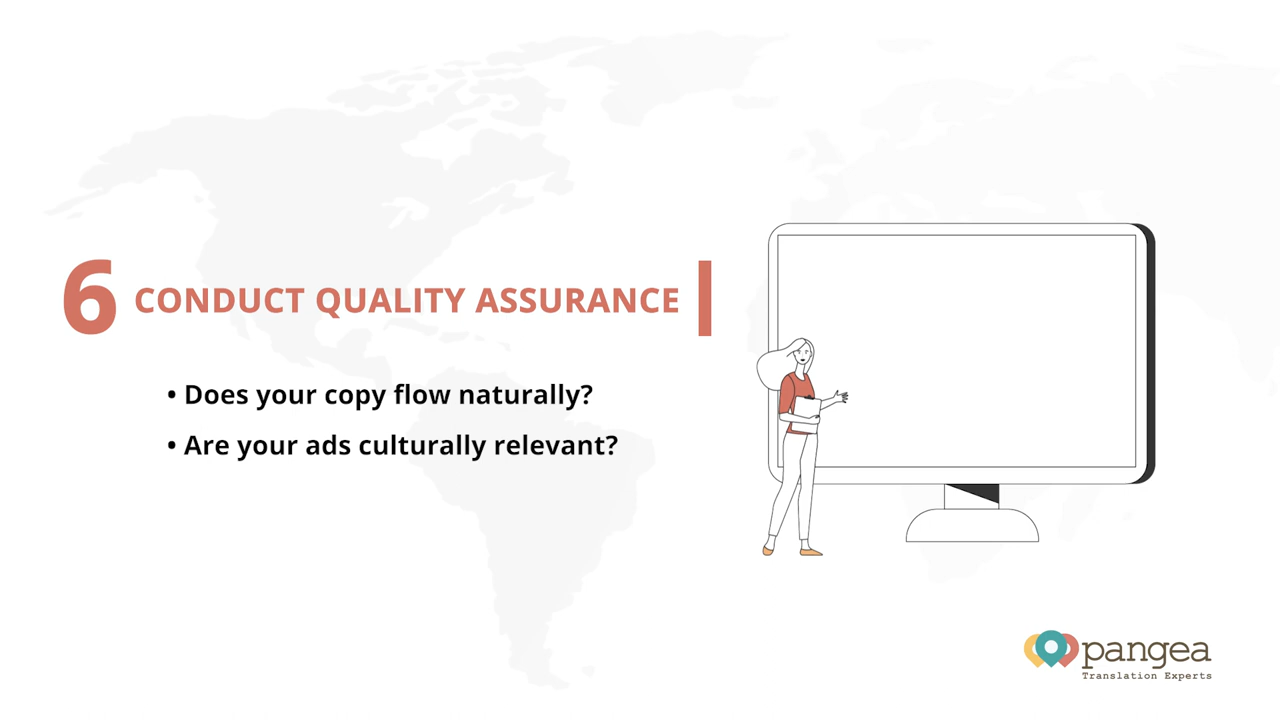 6 CONDUCT QUALITY ASSURANCE
• Does your copy flow naturally?
• Are your ads culturally relevant?
pangea
Translation Experts